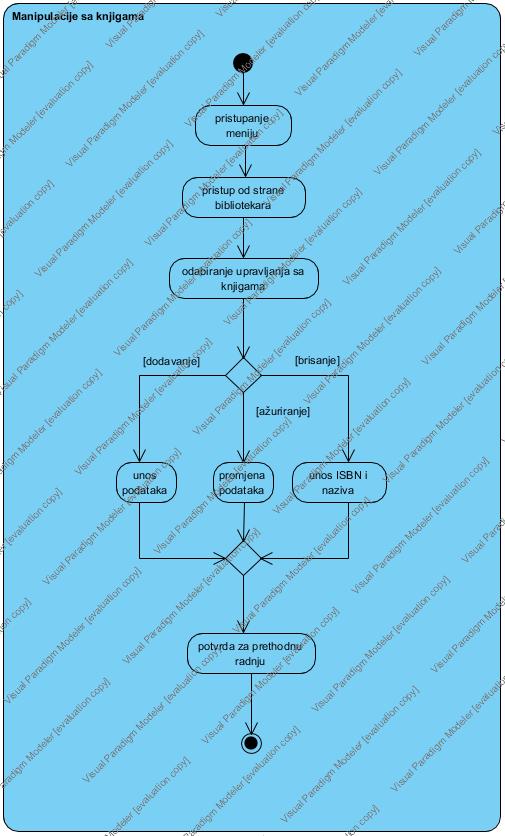 Manipulacije sa knjigama
pristupanje
meniju
pristup od strane
bibliotekara
odabiranje upravljanja sa
knjigama
[dodavanje]
[brisanje]
[ažuriranje]
unos
podataka
promjena
podataka
unos ISBN i
naziva
potvrda za prethodnu
radnju
Visual Paradigm Modeler [evaluation copy]